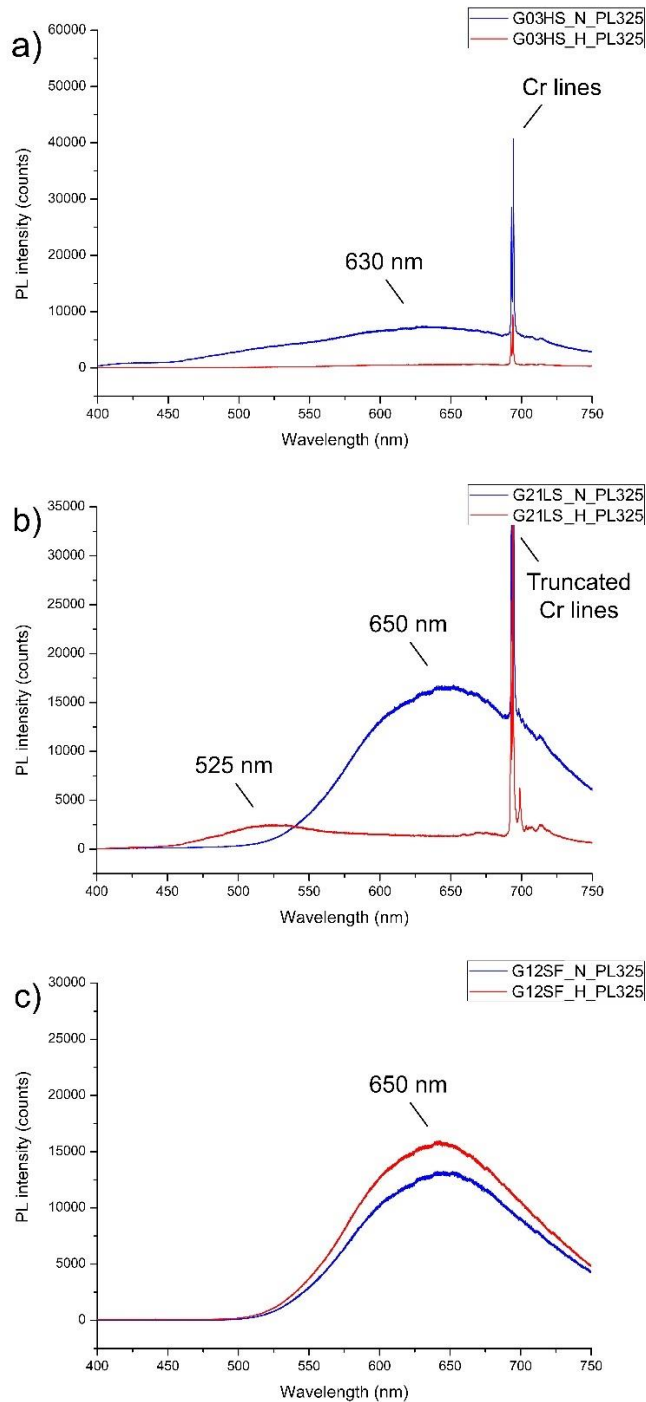 a)
G03HS_N_PL325
G03HS_H_PL325
Cr lines
630 nm
PL intensity (counts)
60000
50000
40000
30000
20000
10000
0
400 450 500 550 600 650 700 750
Wavelength (nm)
b)
G21LS_N_PL325
G21LS_H_PL325
Truncated
Cr lines
650 nm
525 nm
PL intensity (counts)
35000
30000
25000
20000
15000
10000
5000
0
400 450 500 550 600 650 700 750
Wavelength (nm)
c)
G12SF_N_PL325
G12SF_H_PL325
650 nm
PL intensity (counts)
30000
25000
20000
15000
10000
5000
0
400 450 500 550 600 650 700 750
Wavelength (nm)